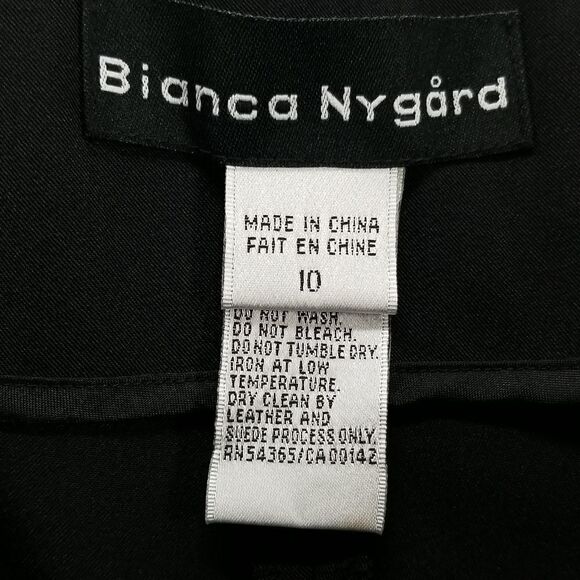 Bianca Nygård
MADE IN CHINA
FAIT EN CHINE
10
DO NOT WASH.
DO NOT BLEACH.
DO NOT TUMBLE DRY.
IRON AT LOW
TEMPERATURE.
DRY CLEAN BY
LEATHER AND
SUEDE PROCESS ONLY.
RN54365/CA00142